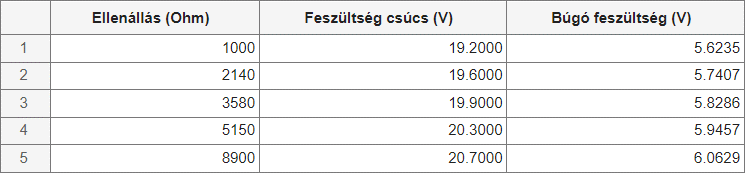 Ellenállás (Ohm) Feszültség csúcs (V) Búgó feszültség (V)
1 1000 19.2000 5.6235
2 2140 19.6000 5.7407
3 3580 19.9000 5.8286
4 5150 20.3000 5.9457
5 8900 20.7000 6.0629